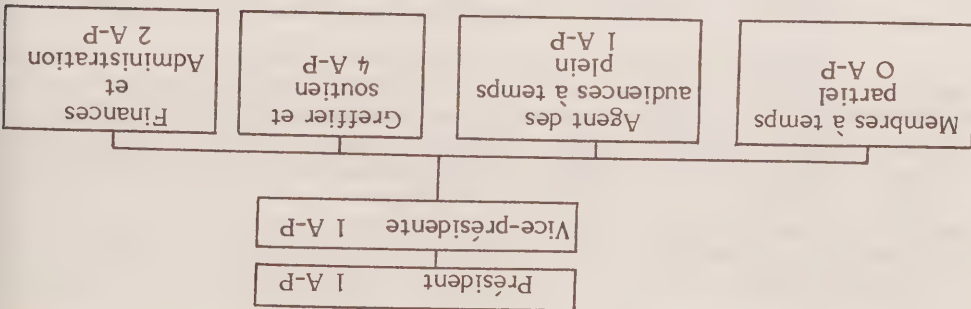 Président 1 A-P
Vice-présidente 1 A-P
Membres à temps
partiel
0 A-P
Agent des
audiences à temps
plein
1 A-P
Greffier et
soutien
4 A-P
Finances
et
Administration
2 A-P